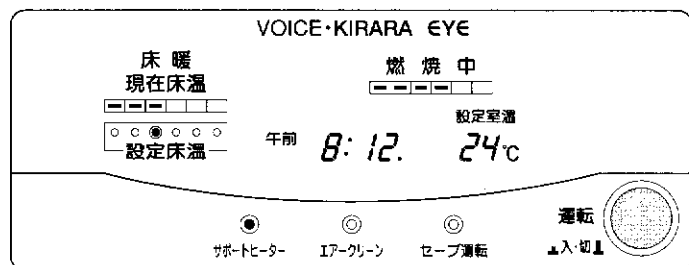 VOICE・KIRARA EYE
床 暖
現在床温
設定床温
燃 焼 中
設定室温
午前 8:12. 24℃
サポートヒーター
エアークリーン
セーブ運転
運転
入・切